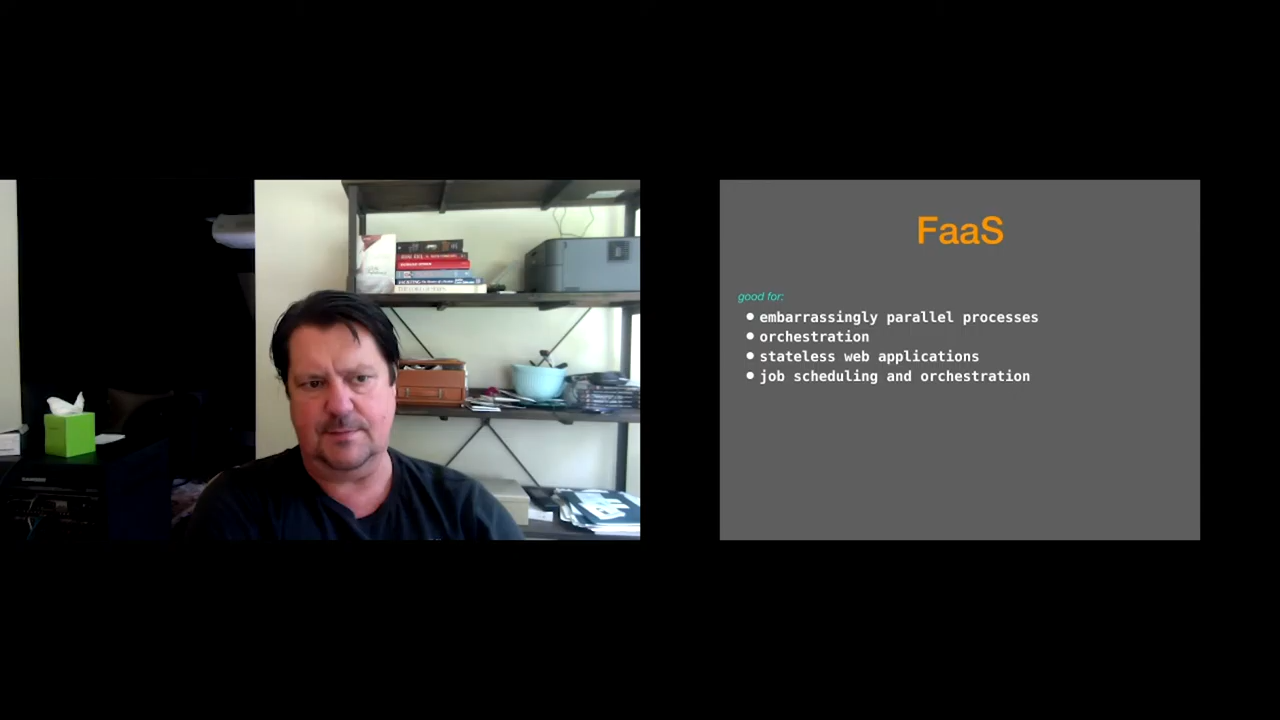 FaaS
good for:
embarrassingly parallel processes
orchestration
stateless web applications
job scheduling and orchestration